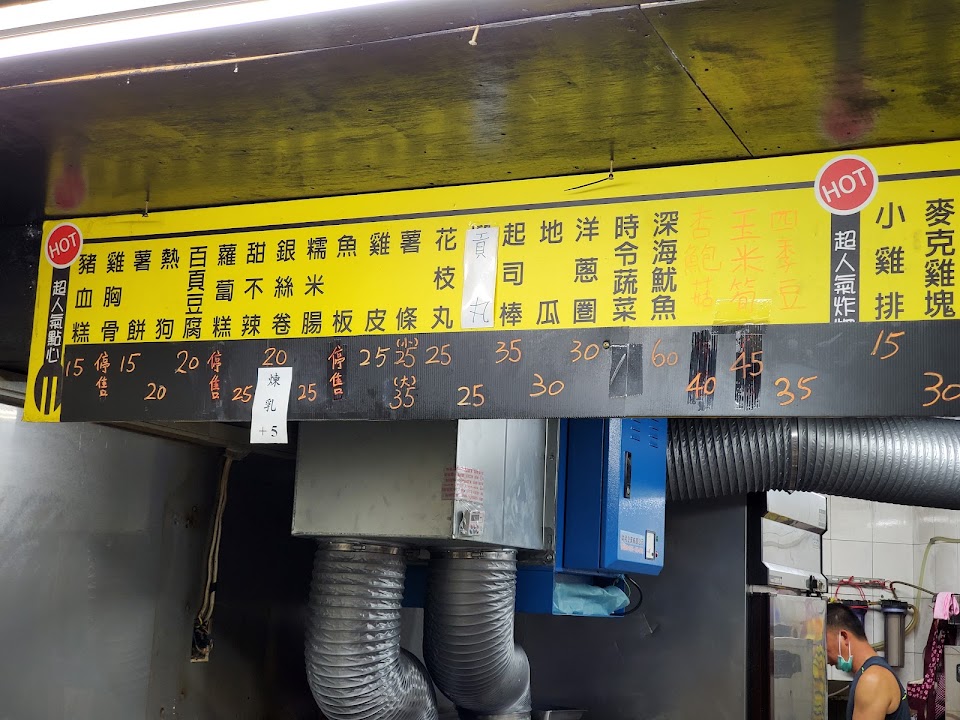 HOT
超人氣點心
豬血糕
15
雞胸骨
停售
薯餅
15
熱狗
20
百頁豆腐
20
蘿蔔糕
停售
甜不辣
25
銀絲卷
20
煉乳
+5
糯米腸
25
魚板
停售
雞皮
25
薯條
(小)
25
(大)
35
花枝丸
25
貢丸
25
起司棒
35
地瓜
30
洋蔥圈
30
時令蔬菜
深海魷魚
60
杏鮑菇
40
玉米筍
45
四季豆
35
HOT
超人氣炸
小雞排
15
麥克雞塊
30